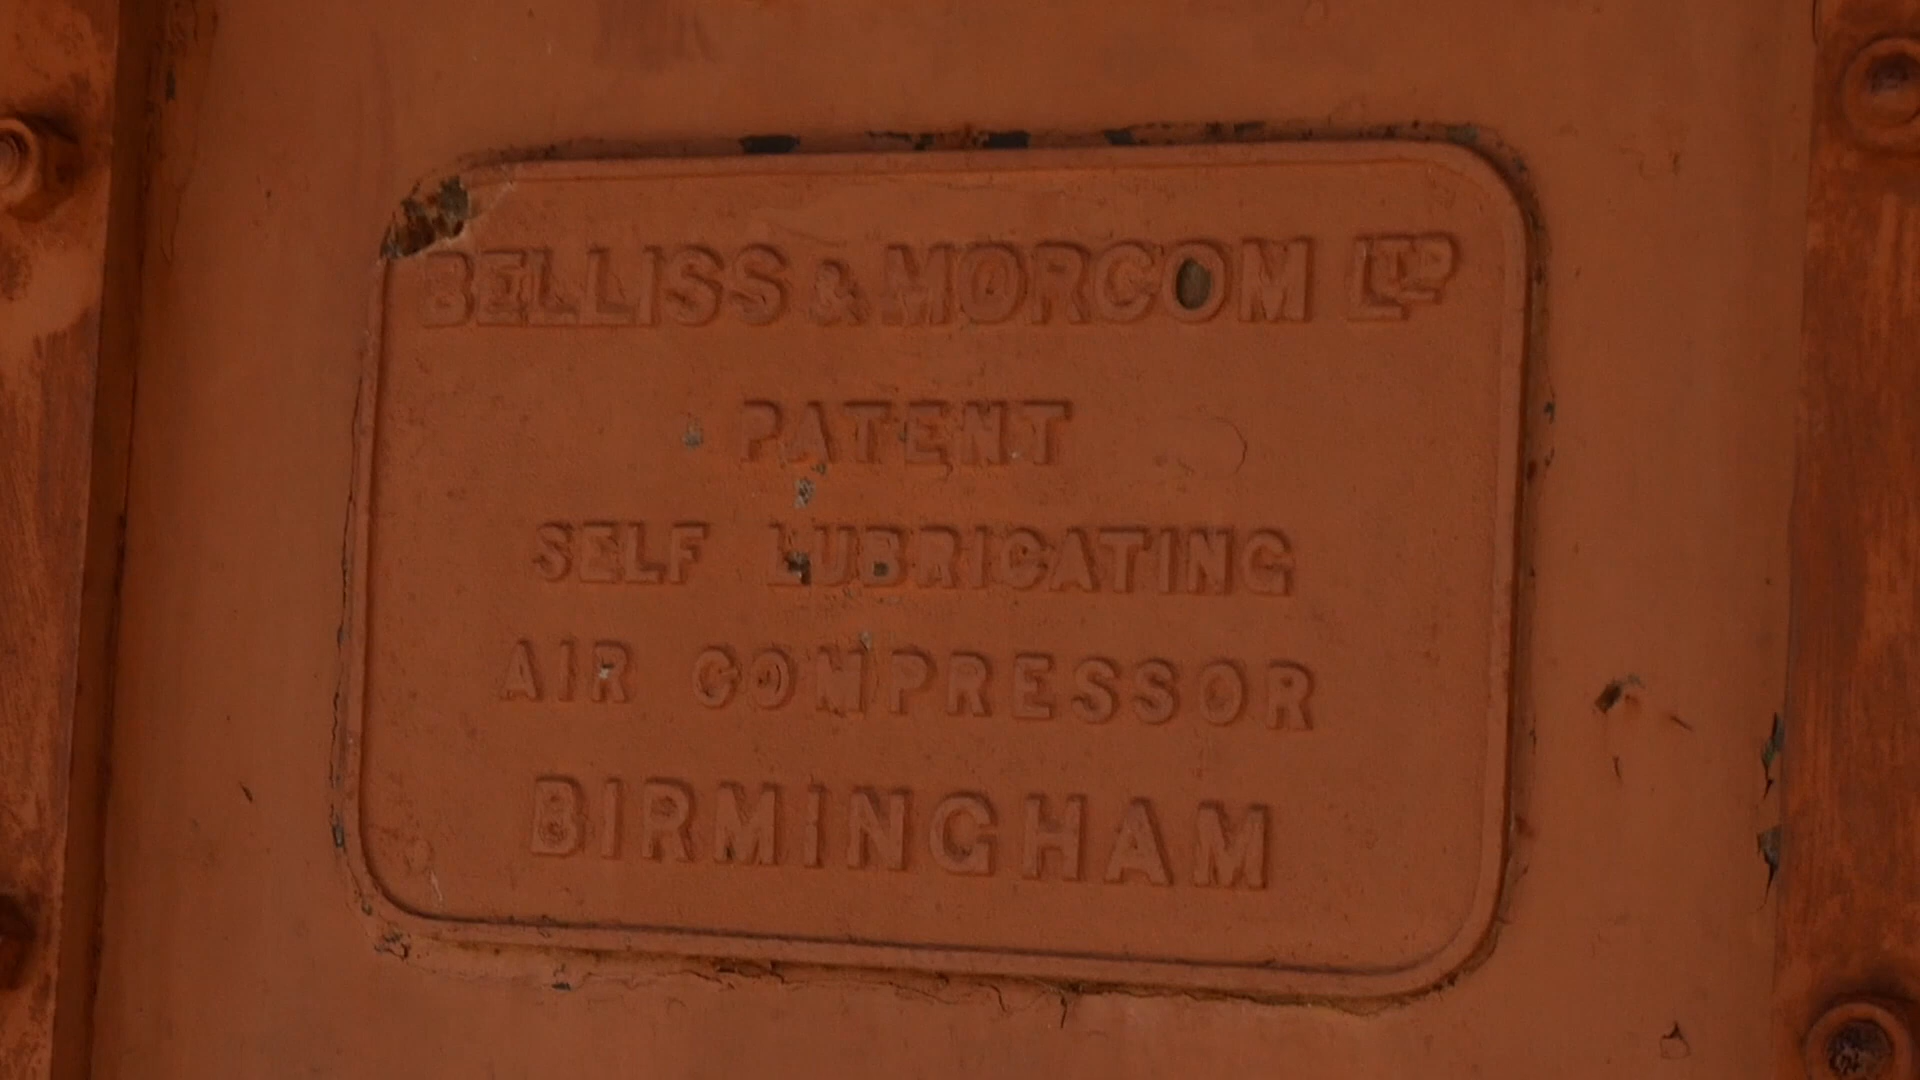 BELLISS & MORCOM LTD
PATENT
SELF LUBRICATING
AIR COMPRESSOR
BIRMINGHAM